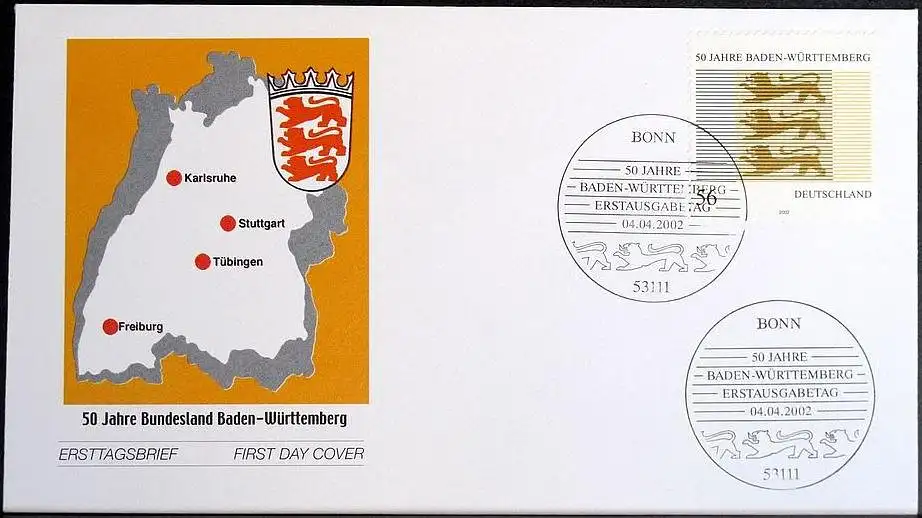 Karlsruhe
Stuttgart
Tübingen
Freiburg
50 Jahre Bundesland Baden-Württemberg
ERSTTAGSBRIEF FIRST DAY COVER
50 JAHRE BADEN-WÜRTTEMBERG
56
DEUTSCHLAND
2002
BONN
50 JAHRE
BADEN-WÜRTTEMBERG
ERSTAUSGABETAG
04.04.2002
53111
BONN
50 JAHRE
BADEN-WÜRTTEMBERG
ERSTAUSGABETAG
04.04.2002
53111